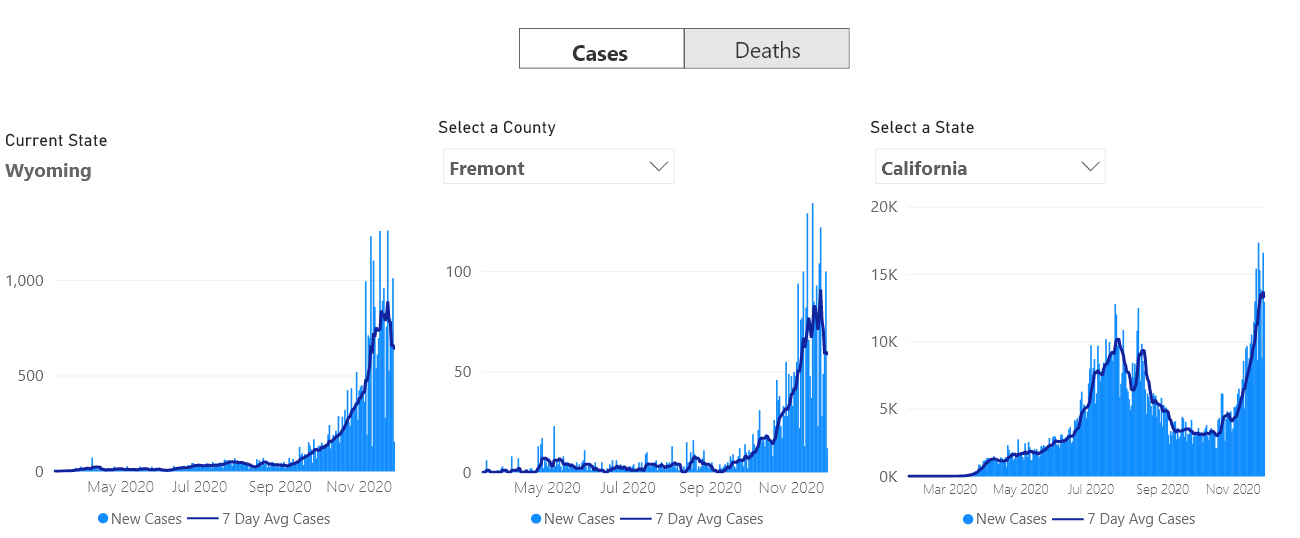 Cases
Deaths
Current State
Wyoming
1,000
500
0
May 2020 Jul 2020 Sep 2020 Nov 2020
New Cases 7 Day Avg Cases
Select a County
Fremont
100
50
0
May 2020 Jul 2020 Sep 2020 Nov 2020
New Cases 7 Day Avg Cases
Select a State
California
20K
15K
10K
5K
0K
Mar 2020 May 2020 Jul 2020 Sep 2020 Nov 2020
New Cases 7 Day Avg Cases